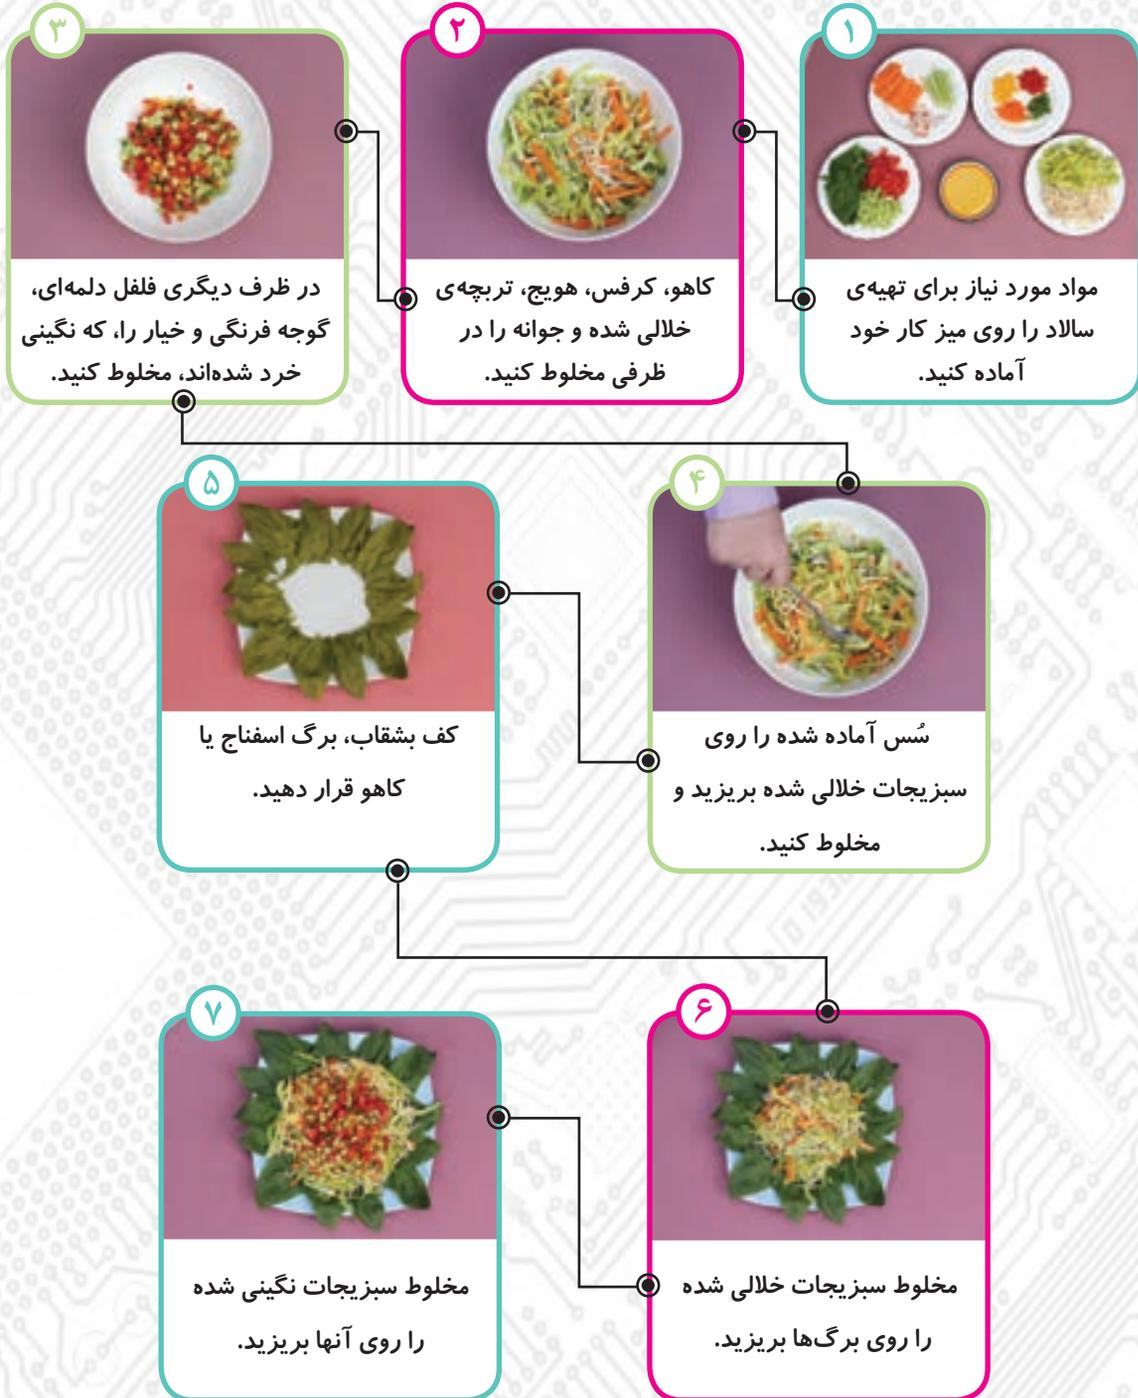 ۱
مواد مورد نیاز برای تهیه‌ی
سالاد را روی میز کار خود
آماده کنید.
۲
کاهو، کرفس، هویج، تربچه‌ی
خلالی شده و جوانه را در
ظرفی مخلوط کنید.
۳
در ظرف دیگری فلفل دلمه‌ای،
گوجه فرنگی و خیار را، که نگینی
خرد شده‌اند، مخلوط کنید.
۴
سُس آماده شده را روی
سبزیجات خلالی شده بریزید و
مخلوط کنید.
۵
کف بشقاب، برگ اسفناج یا
کاهو قرار دهید.
۶
مخلوط سبزیجات خلالی شده
را روی برگ‌ها بریزید.
۷
مخلوط سبزیجات نگینی شده
را روی آنها بریزید.